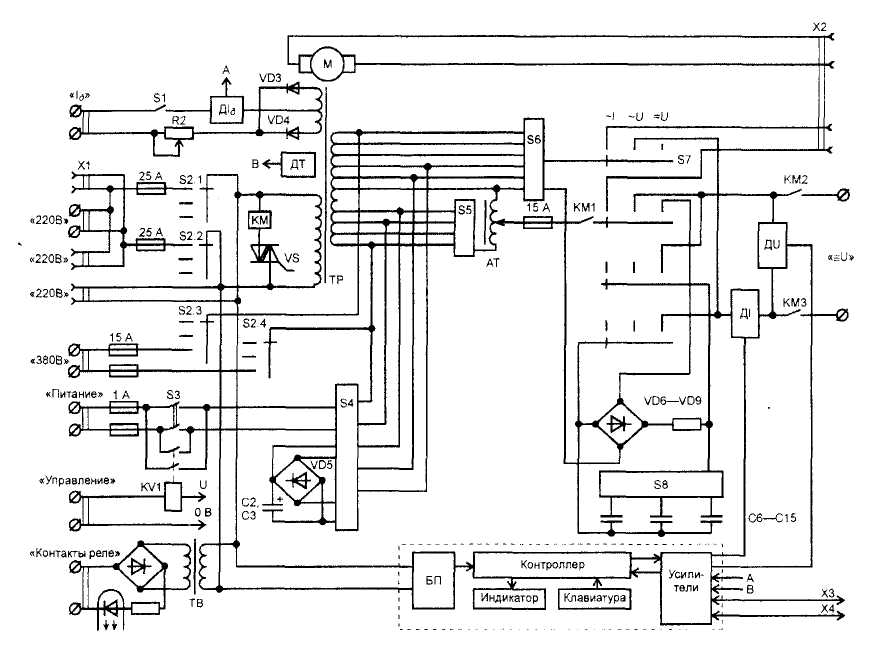 X2
M
A
VD3
«I∂»
S1
ДI∂
~I ~U =U
R2
VD4
S6
B
ДТ
S7
X1
25 А
S2.1
КМ
S5
15 А
КМ1
КМ2
«220В»
25 А
S2.2
VS
ДU
АТ
«≅U»
«220В»
ТР
«220В»
S2.3
S2.4
ДI
КМ3
15 А
«380В»
«Питание»
1 А
S3
S4
VD6—VD9
VD5
«Управление»
KV1
U
0 В
C2,
C3
+
S8
C6—C15
«Контакты реле»
ТВ
БП
Контроллер
Усили-
тели
Индикатор
Клавиатура
А
В
X3
X4